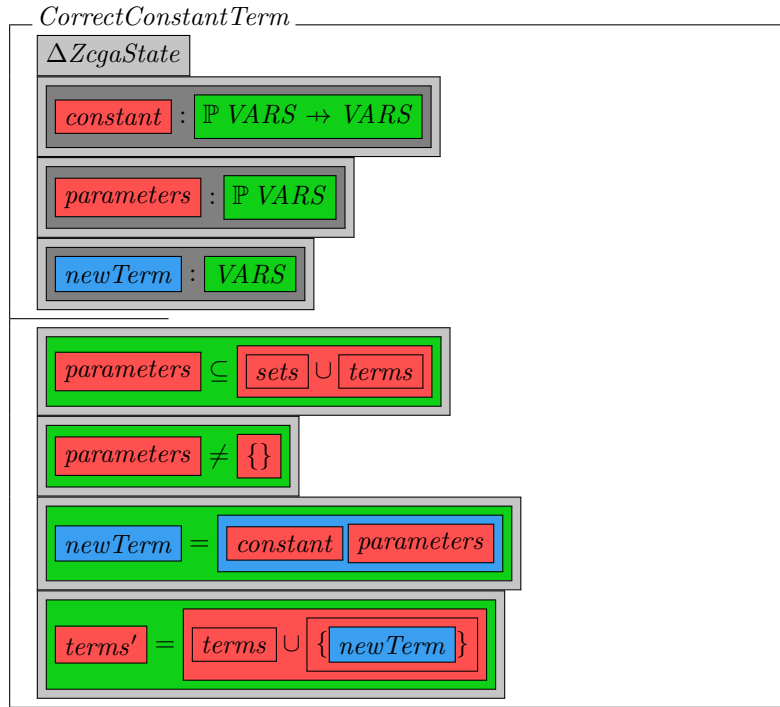 CorrectConstantTerm
ΔZcgaState
constant : ℙ VARS ⇸ VARS
parameters : ℙ VARS
newTerm : VARS
parameters ⊆ sets ∪ terms
parameters ≠ {}
newTerm = constant parameters
terms′ = terms ∪ {newTerm}